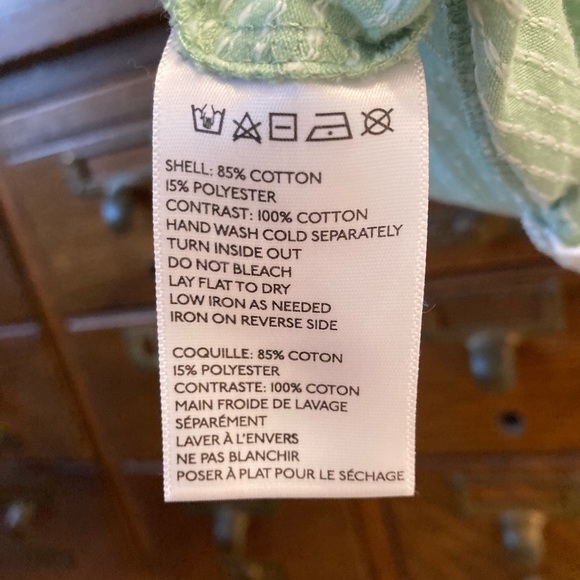 SHELL: 85% COTTON
15% POLYESTER
CONTRAST: 100% COTTON
HAND WASH COLD SEPARATELY
TURN INSIDE OUT
DO NOT BLEACH
LAY FLAT TO DRY
LOW IRON AS NEEDED
IRON ON REVERSE SIDE
COQUILLE: 85% COTON
15% POLYESTER
CONTRASTE: 100% COTON
MAIN FROIDE DE LAVAGE
SÉPARÉMENT
LAVER À L'ENVERS
NE PAS BLANCHIR
POSER À PLAT POUR LE SÉCHAGE